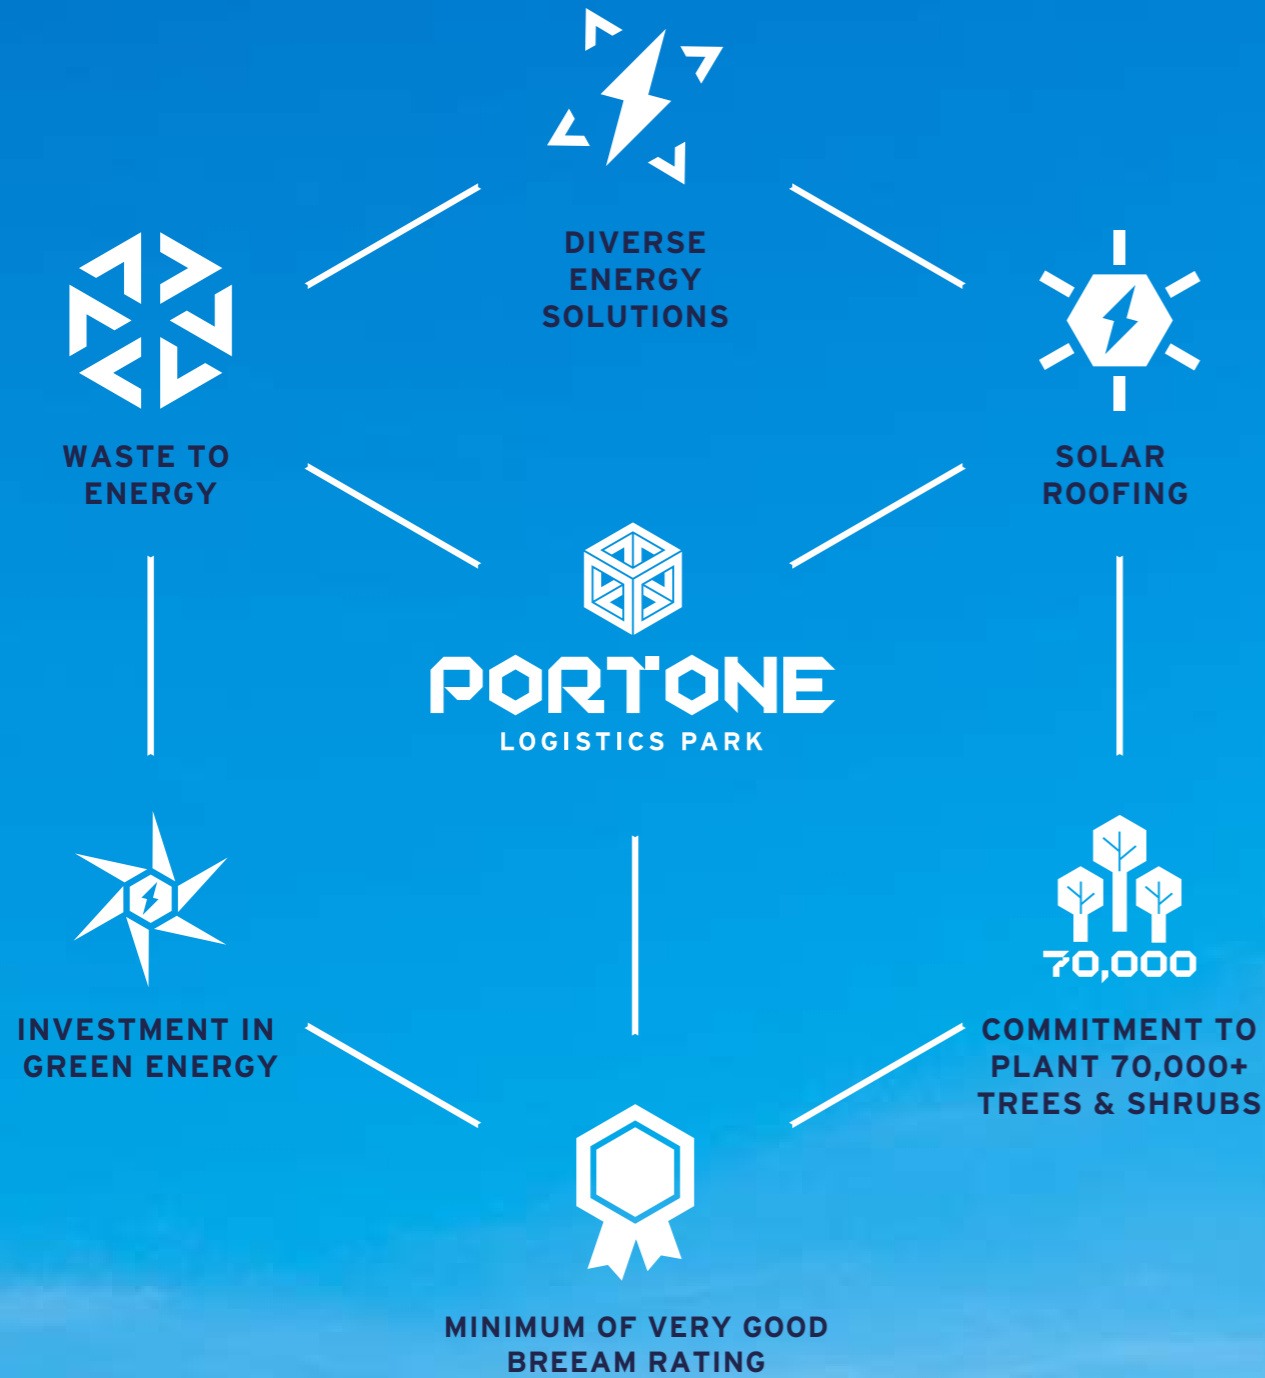 DIVERSE
ENERGY
SOLUTIONS
WASTE TO
ENERGY
SOLAR
ROOFING
PORTONE
LOGISTICS PARK
INVESTMENT IN
GREEN ENERGY
70,000
COMMITMENT TO
PLANT 70,000+
TREES & SHRUBS
MINIMUM OF VERY GOOD
BREEAM RATING